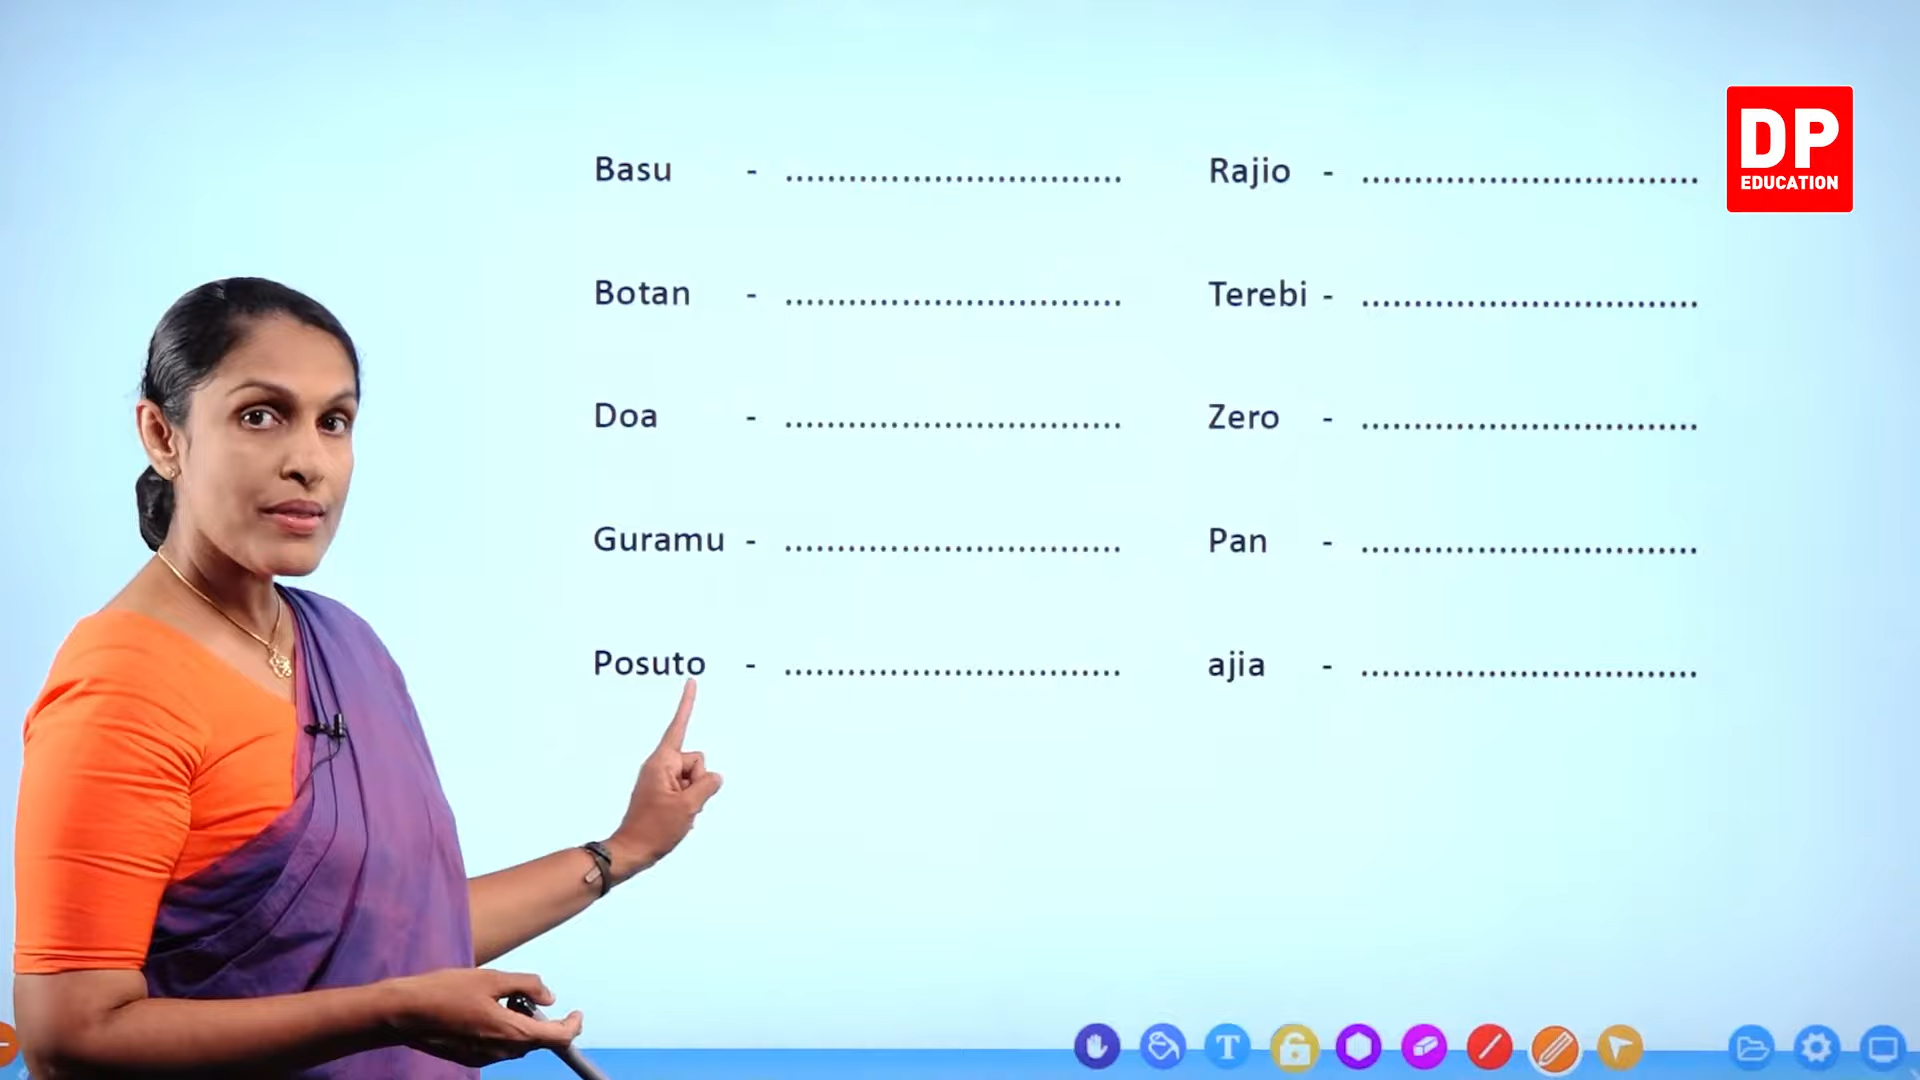 DP
EDUCATION
Basu - ................................ Rajio - ................................
Botan - ................................ Terebi - ................................
Doa - ................................ Zero - ................................
Guramu - ................................ Pan - ................................
Posuto - ................................ ajia - ................................
T